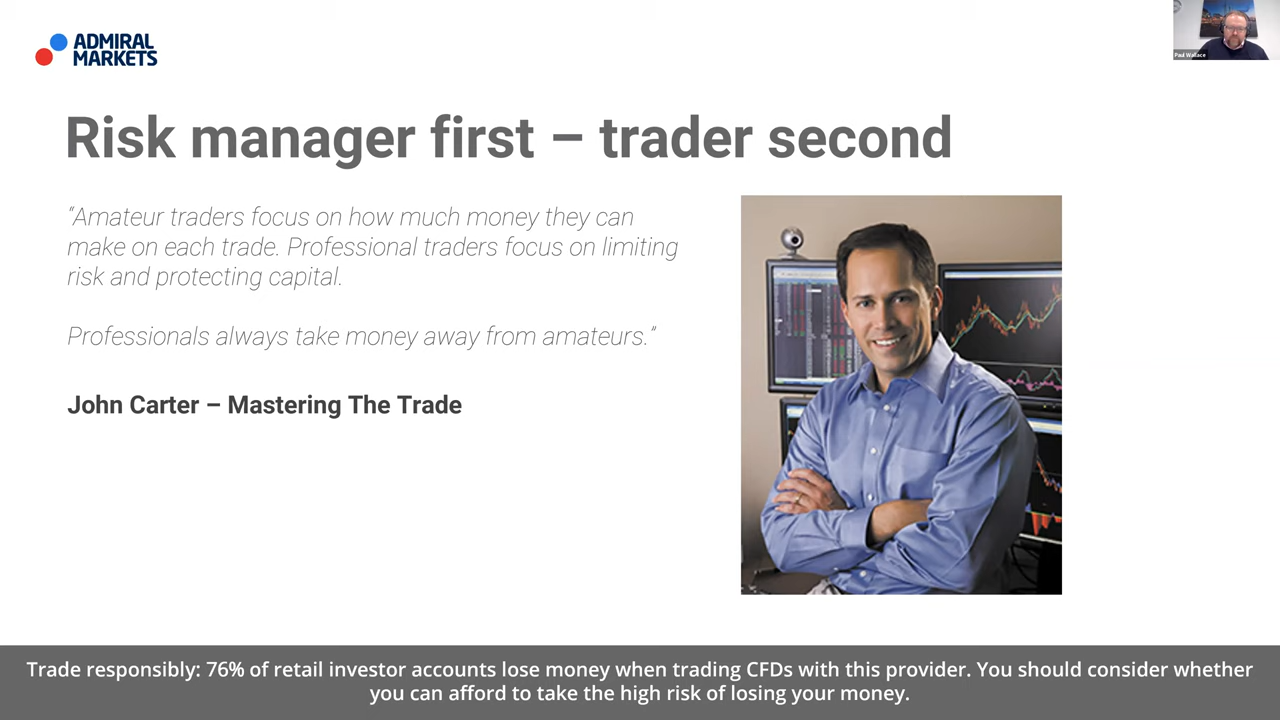 ADMIRAL
MARKETS
Paul Wallace
Risk manager first – trader second
"Amateur traders focus on how much money they can
make on each trade. Professional traders focus on limiting
risk and protecting capital.
Professionals always take money away from amateurs."
John Carter – Mastering The Trade
Trade responsibly: 76% of retail investor accounts lose money when trading CFDs with this provider. You should consider whether
you can afford to take the high risk of losing your money.